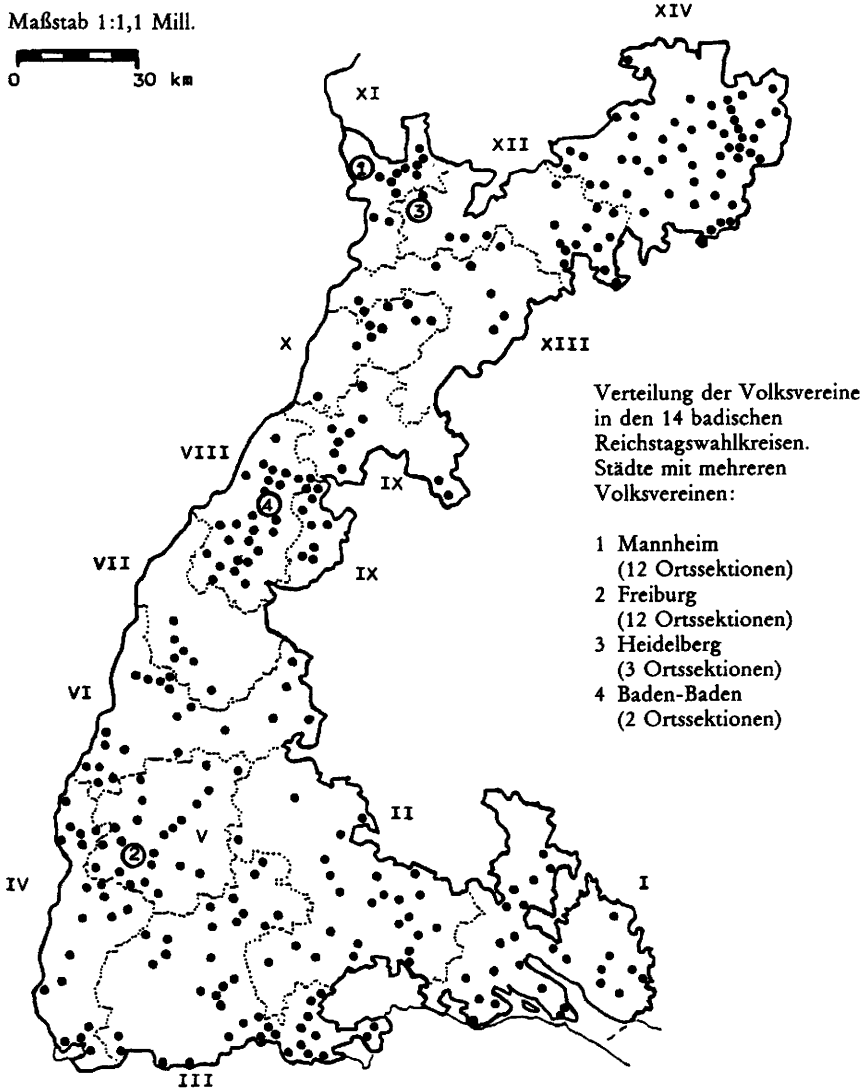 Maßstab 1:1,1 Mill.
0 30 km
XIV
XI
XII
1
3
X
XIII
Verteilung der Volksvereine
in den 14 badischen
Reichstagswahlkreisen.
Städte mit mehreren
Volksvereinen:
VIII
IX
4
VII
IX
1 Mannheim
(12 Ortssektionen)
2 Freiburg
(12 Ortssektionen)
3 Heidelberg
(3 Ortssektionen)
4 Baden-Baden
(2 Ortssektionen)
VI
II
V
2
IV
I
III